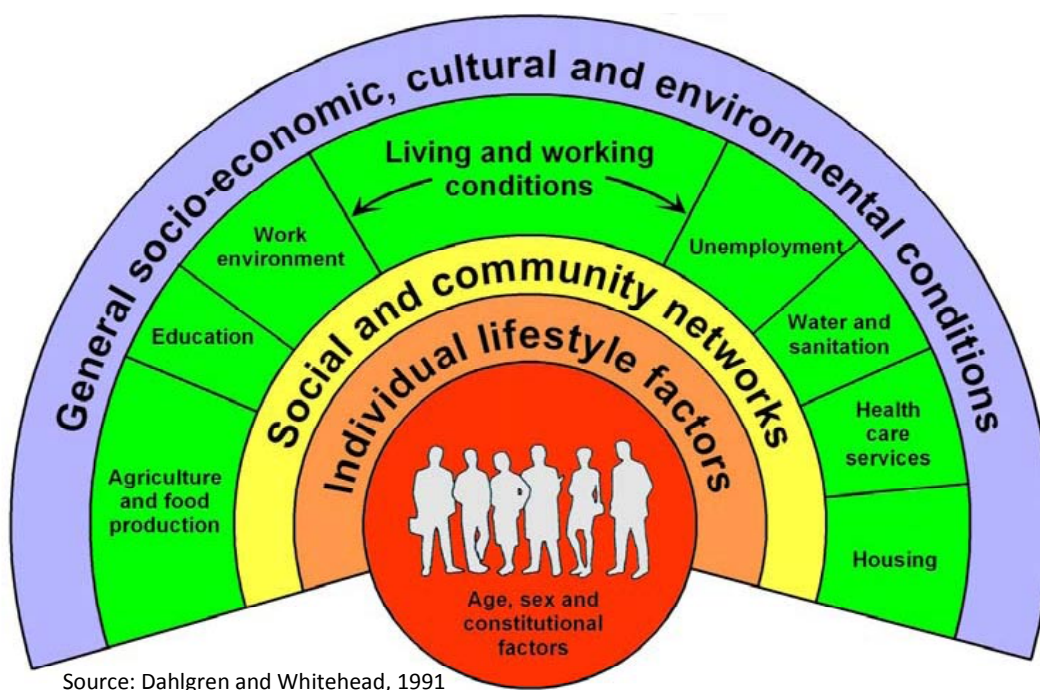 General socio-economic, cultural and environmental conditions
Living and working
conditions
Work
environment
Unemployment
Education
Water and
sanitation
Agriculture
and food
production
Health
care
services
Housing
Social and community networks
Individual lifestyle factors
Age, sex and
constitutional
factors
Source: Dahlgren and Whitehead, 1991